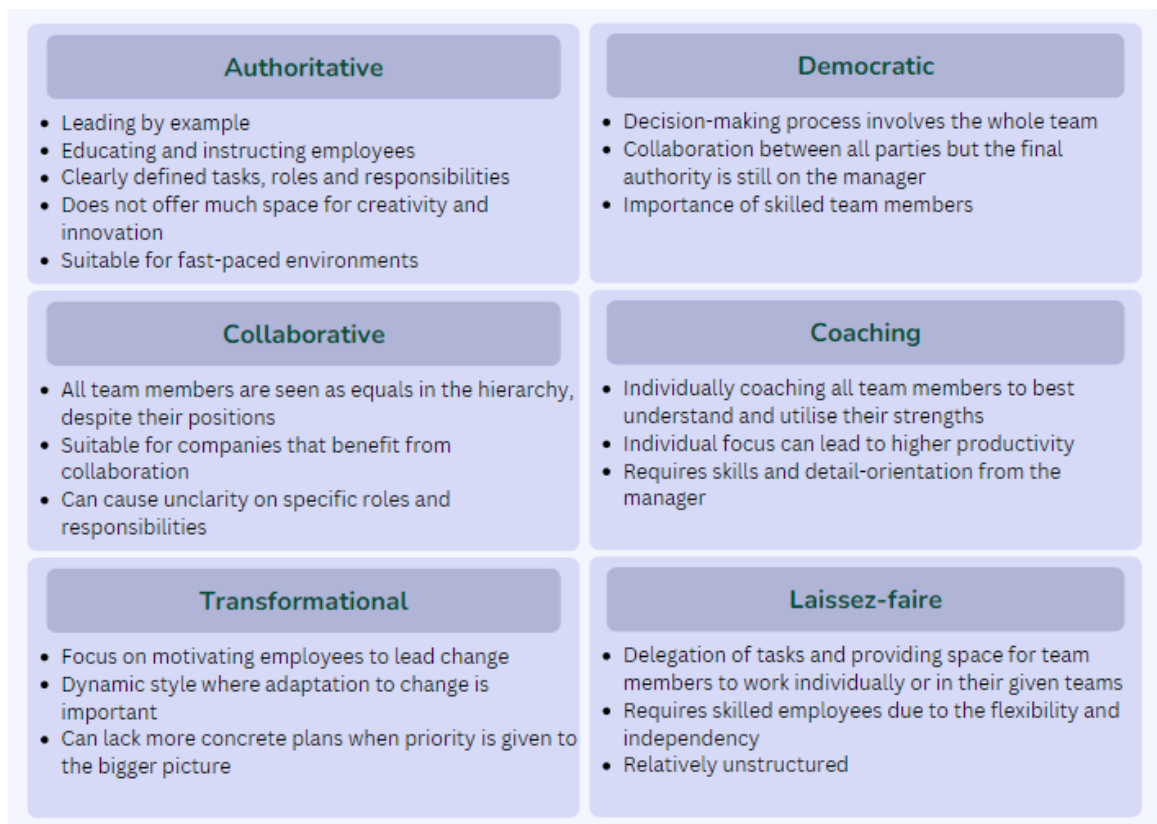 Authoritative
• Leading by example
• Educating and instructing employees
• Clearly defined tasks, roles and responsibilities
• Does not offer much space for creativity and
innovation
• Suitable for fast-paced environments
Democratic
• Decision-making process involves the whole team
• Collaboration between all parties but the final
authority is still on the manager
• Importance of skilled team members
Collaborative
• All team members are seen as equals in the hierarchy,
despite their positions
• Suitable for companies that benefit from
collaboration
• Can cause unclarity on specific roles and
responsibilities
Coaching
• Individually coaching all team members to best
understand and utilise their strengths
• Individual focus can lead to higher productivity
• Requires skills and detail-orientation from the
manager
Transformational
• Focus on motivating employees to lead change
• Dynamic style where adaptation to change is
important
• Can lack more concrete plans when priority is given to
the bigger picture
Laissez-faire
• Delegation of tasks and providing space for team
members to work individually or in their given teams
• Requires skilled employees due to the flexibility and
independency
• Relatively unstructured